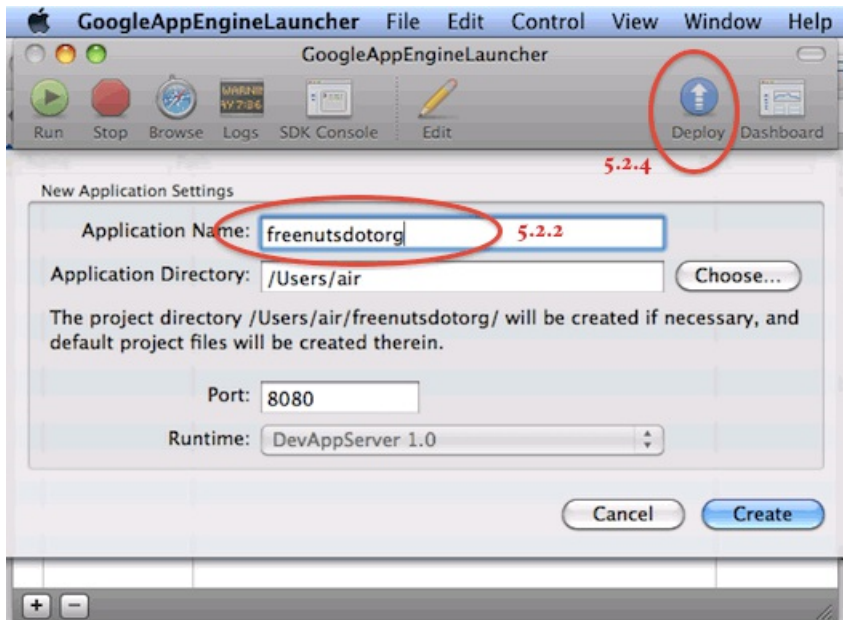 GoogleAppEngineLauncher File Edit Control View Window Help
GoogleAppEngineLauncher
WARNIN
Run Stop Browse Logs SDK Console Edit Deploy Dashboard
5.2.4
New Application Settings
Application Name: freenutsdotorg 5.2.2
Application Directory: /Users/air Choose...
The project directory /Users/air/freenutsdotorg/ will be created if necessary, and
default project files will be created therein.
Port: 8080
Runtime: DevAppServer 1.0
Cancel Create